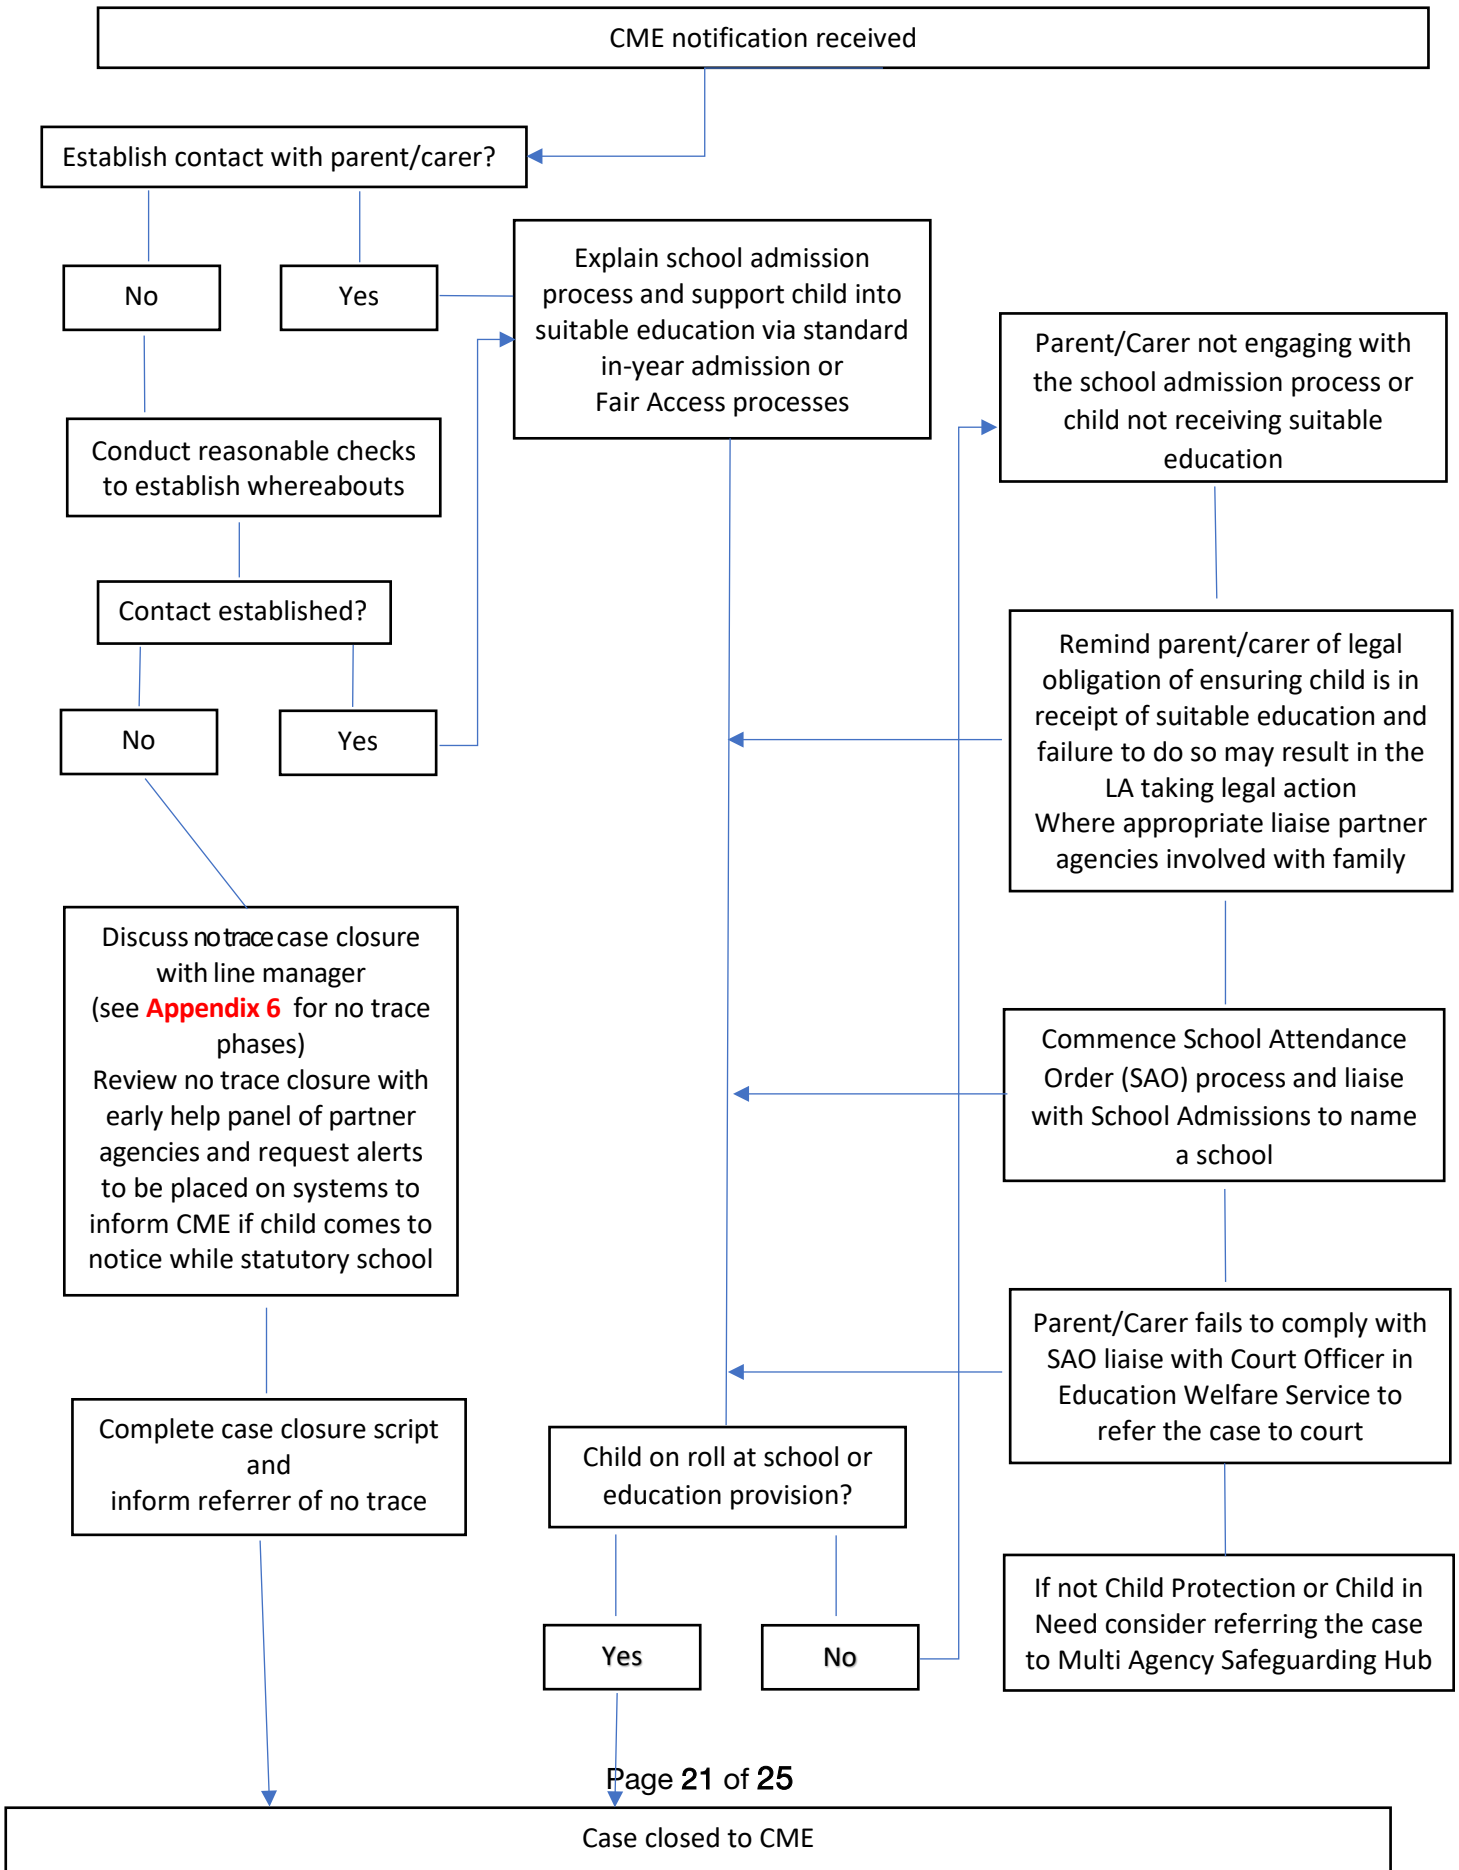 CME notification received
Establish contact with parent/carer?
No
Yes
Explain school admission
process and support child into
suitable education via standard
in-year admission or
Fair Access processes
Parent/Carer not engaging with
the school admission process or
child not receiving suitable
education
Conduct reasonable checks
to establish whereabouts
Contact established?
No
Yes
Remind parent/carer of legal
obligation of ensuring child is in
receipt of suitable education and
failure to do so may result in the
LA taking legal action
Where appropriate liaise partner
agencies involved with family
Discuss no trace case closure
with line manager
(see Appendix 6 for no trace
phases)
Review no trace closure with
early help panel of partner
agencies and request alerts
to be placed on systems to
inform CME if child comes to
notice while statutory school
Commence School Attendance
Order (SAO) process and liaise
with School Admissions to name
a school
Parent/Carer fails to comply with
SAO liaise with Court Officer in
Education Welfare Service to
refer the case to court
Complete case closure script
and
inform referrer of no trace
Child on roll at school or
education provision?
Yes
No
If not Child Protection or Child in
Need consider referring the case
to Multi Agency Safeguarding Hub
Page 21 of 25
Case closed to CME